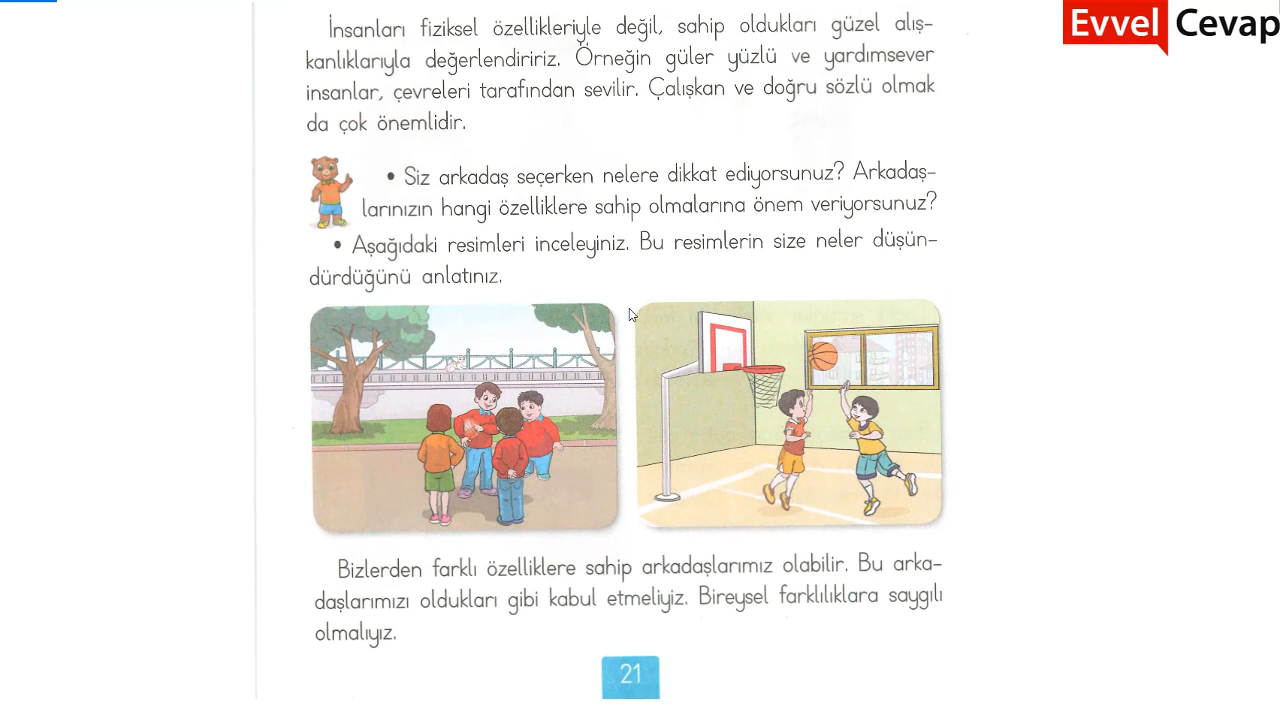 Evvel Cevap
İnsanları fiziksel özellikleriyle değil, sahip oldukları güzel alış-
kanlıklarıyla değerlendiririz. Örneğin güler yüzlü ve yardımsever
insanlar, çevreleri tarafından sevilir. Çalışkan ve doğru sözlü olmak
da çok önemlidir.
• Siz arkadaş seçerken nelere dikkat ediyorsunuz? Arkadaş-
larınızın hangi özelliklere sahip olmalarına önem veriyorsunuz?
• Aşağıdaki resimleri inceleyiniz. Bu resimlerin size neler düşün-
dürdüğünü anlatınız.
Bizlerden farklı özelliklere sahip arkadaşlarımız olabilir. Bu arka-
daşlarımızı oldukları gibi kabul etmeliyiz. Bireysel farklılıklara saygılı
olmalıyız.
21